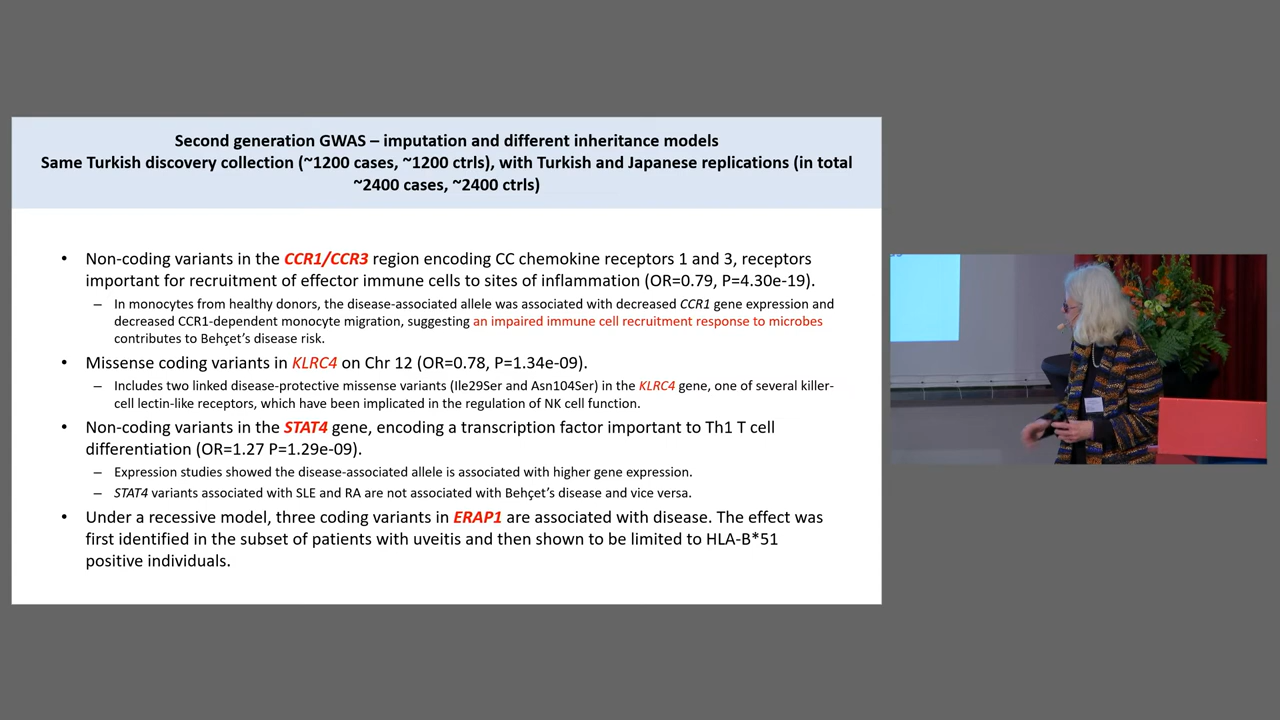 Second generation GWAS – imputation and different inheritance models
Same Turkish discovery collection (~1200 cases, ~1200 ctrls), with Turkish and Japanese replications (in total
~2400 cases, ~2400 ctrls)
• Non-coding variants in the CCR1/CCR3 region encoding CC chemokine receptors 1 and 3, receptors
important for recruitment of effector immune cells to sites of inflammation (OR=0.79, P=4.30e-19).
– In monocytes from healthy donors, the disease-associated allele was associated with decreased CCR1 gene expression and
decreased CCR1-dependent monocyte migration, suggesting an impaired immune cell recruitment response to microbes
contributes to Behçet's disease risk.
• Missense coding variants in KLRC4 on Chr 12 (OR=0.78, P=1.34e-09).
– Includes two linked disease-protective missense variants (Ile29Ser and Asn104Ser) in the KLRC4 gene, one of several killer-
cell lectin-like receptors, which have been implicated in the regulation of NK cell function.
• Non-coding variants in the STAT4 gene, encoding a transcription factor important to Th1 T cell
differentiation (OR=1.27 P=1.29e-09).
– Expression studies showed the disease-associated allele is associated with higher gene expression.
– STAT4 variants associated with SLE and RA are not associated with Behçet's disease and vice versa.
• Under a recessive model, three coding variants in ERAP1 are associated with disease. The effect was
first identified in the subset of patients with uveitis and then shown to be limited to HLA-B*51
positive individuals.